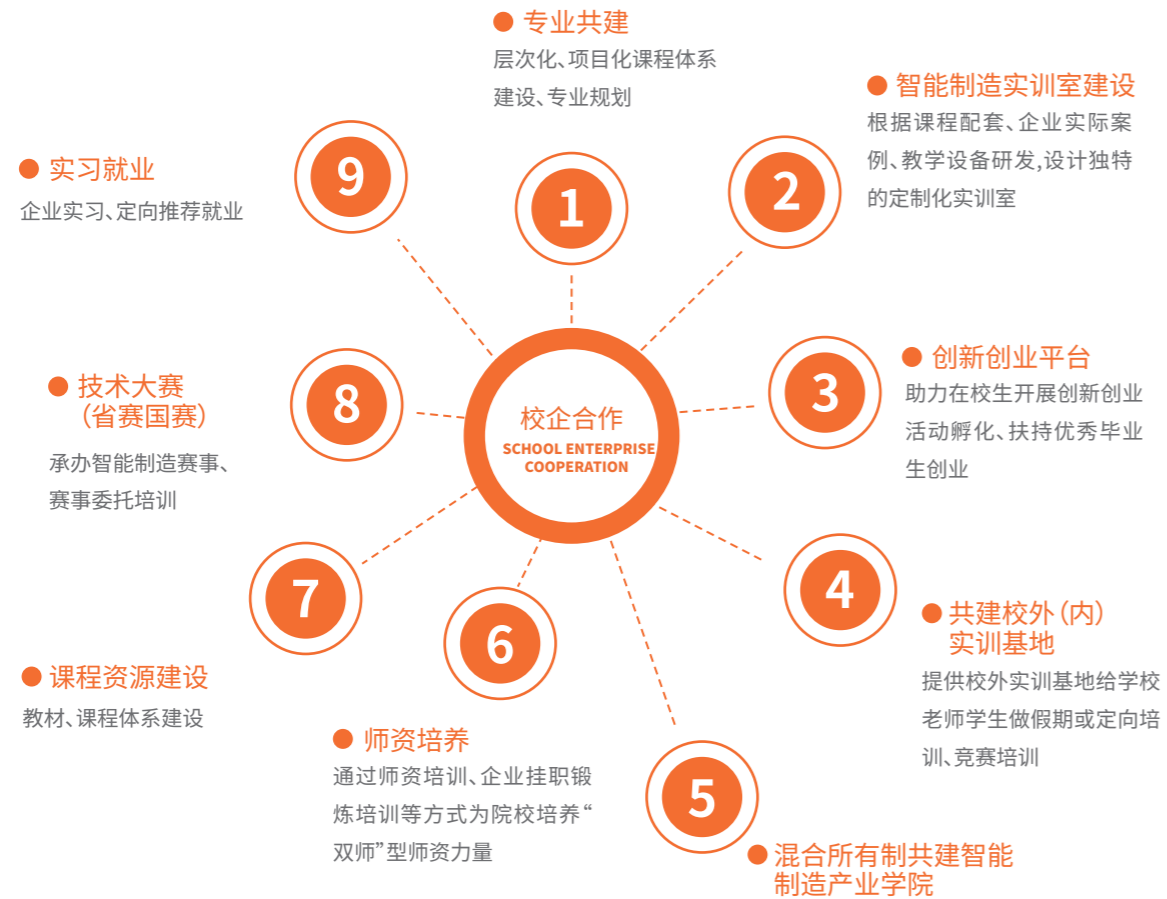 校企合作
SCHOOL ENTERPRISE
COOPERATION
1
专业共建
层次化、项目化课程体系
建设、专业规划
2
智能制造实训室建设
根据课程配套、企业实际案
例、教学设备研发,设计独特
的定制化实训室
3
创新创业平台
助力在校生开展创新创业
活动孵化、扶持优秀毕业
生创业
4
共建校外（内）
实训基地
提供校外实训基地给学校
老师学生做假期或定向培
训、竞赛培训
5
混合所有制共建智能
制造产业学院
6
师资培养
通过师资培训、企业挂职锻
炼培训等方式为院校培养“
双师”型师资力量
7
课程资源建设
教材、课程体系建设
8
技术大赛
（省赛国赛）
承办智能制造赛事、
赛事委托培训
9
实习就业
企业实习、定向推荐就业